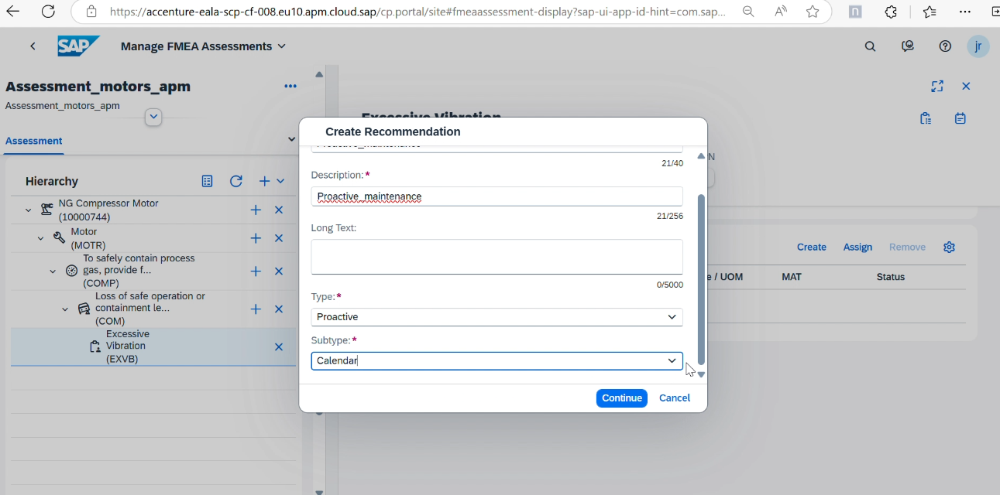 https://accenture-eala-scp-cf-008.eu10.apm.cloud.sap/cp.portal/site#fmeaassessment-display?sap-ui-app-id-hint=com.sap...
SAP Manage FMEA Assessments
jr
Assessment_motors_apm
Assessment_motors_apm
Assessment
Hierarchy
NG Compressor Motor
(10000744)
Motor
(MOTR)
To safely contain process
gas, provide f...
(COMP)
Loss of safe operation or
containment le...
(COM)
Excessive
Vibration
(EXVB)
Excessive Vibration
N
Create Assign Remove
e / UOM MAT Status
Create Recommendation
Proactive_maintenance
21/40
Description:*
Proactive_maintenance
21/256
Long Text:
0/5000
Type:*
Proactive
Subtype:*
Calendar
Continue Cancel